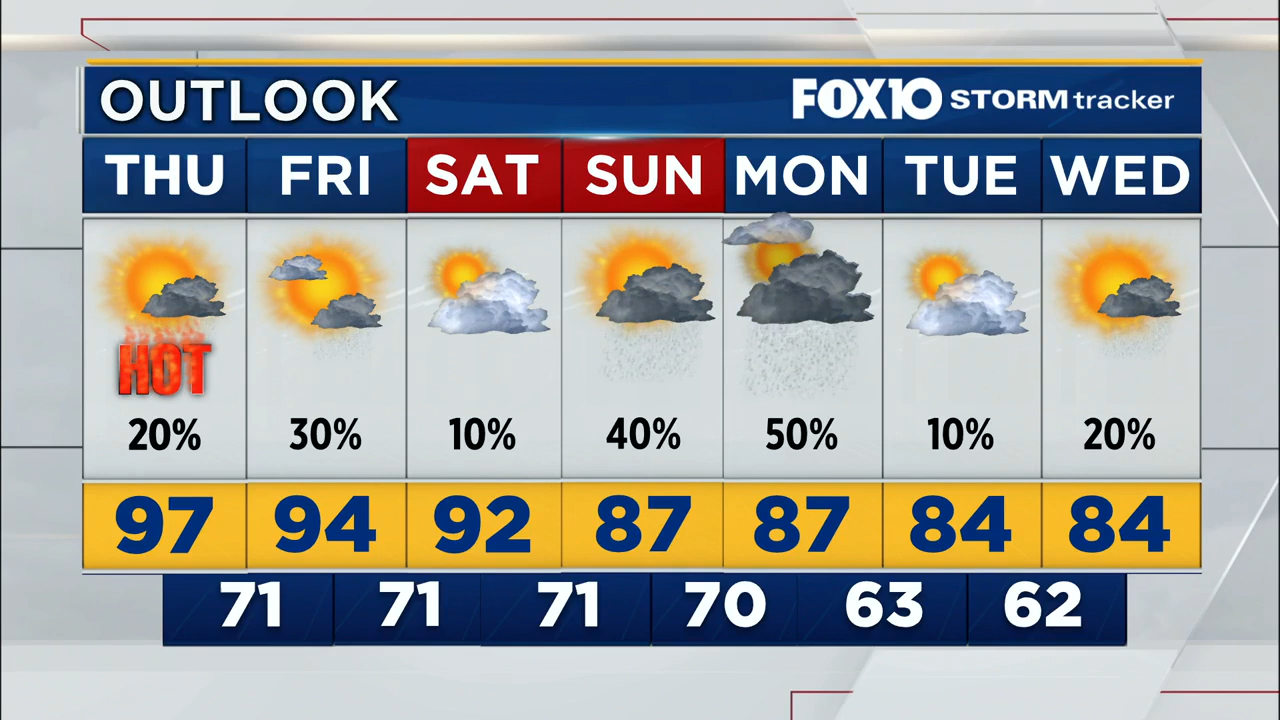 OUTLOOK FOX10 STORM tracker
THU FRI SAT SUN MON TUE WED
HOT
20% 30% 10% 40% 50% 10% 20%
97 94 92 87 87 84 84
71 71 71 70 63 62